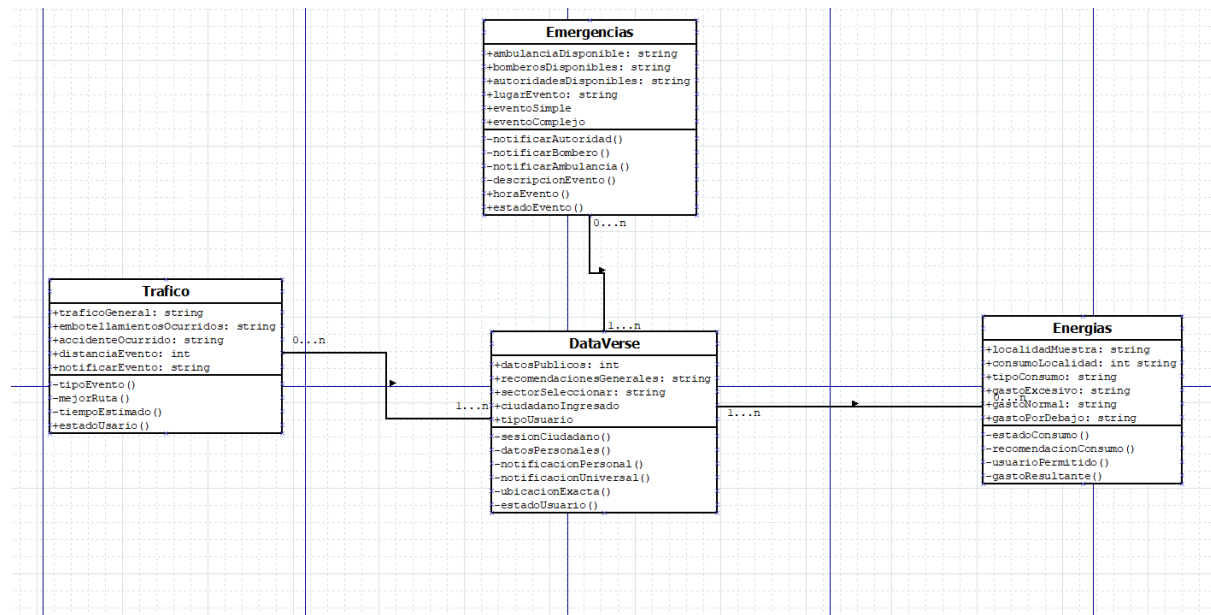 Emergencias
+ambulanciaDisponible: string
+bomberosDisponibles: string
+autoridadesDisponibles: string
+lugarEvento: string
+eventoSimple
+eventoComplejo
-notificarAutoridad()
-notificarBombero()
-notificarAmbulancia()
-descripcionEvento()
+horaEvento()
+estadoEvento()
0...n
Trafico
+traficoGeneral: string
+embotellamientosOcurridos: string
+accidenteOcurrido: string
+distanciaEvento: int
+notificarEvento: string
-tipoEvento()
-mejorRuta()
-tiempoEstimado()
+estadoUsario()
0...n
1...n
1...n
DataVerse
+datosPublicos: int
+recomendacionesGenerales: string
+sectorSeleccionar: string
+ciudadanoIngresado
+tipoUsuario
-sesionCiudadano()
-datosPersonales()
-notificacionPersonal()
-notificacionUniversal()
-ubicacionExacta()
-estadoUsuario()
1...n
0...n
Energias
+localidadMuestra: string
+consumoLocalidad: int string
+tipoConsumo: string
+gastoExcesivo: string
+gastoNormal: string
+gastoPorDebajo: string
-estadoConsumo()
-recomendacionConsumo()
-usuarioPermitido()
-gastoResultante()